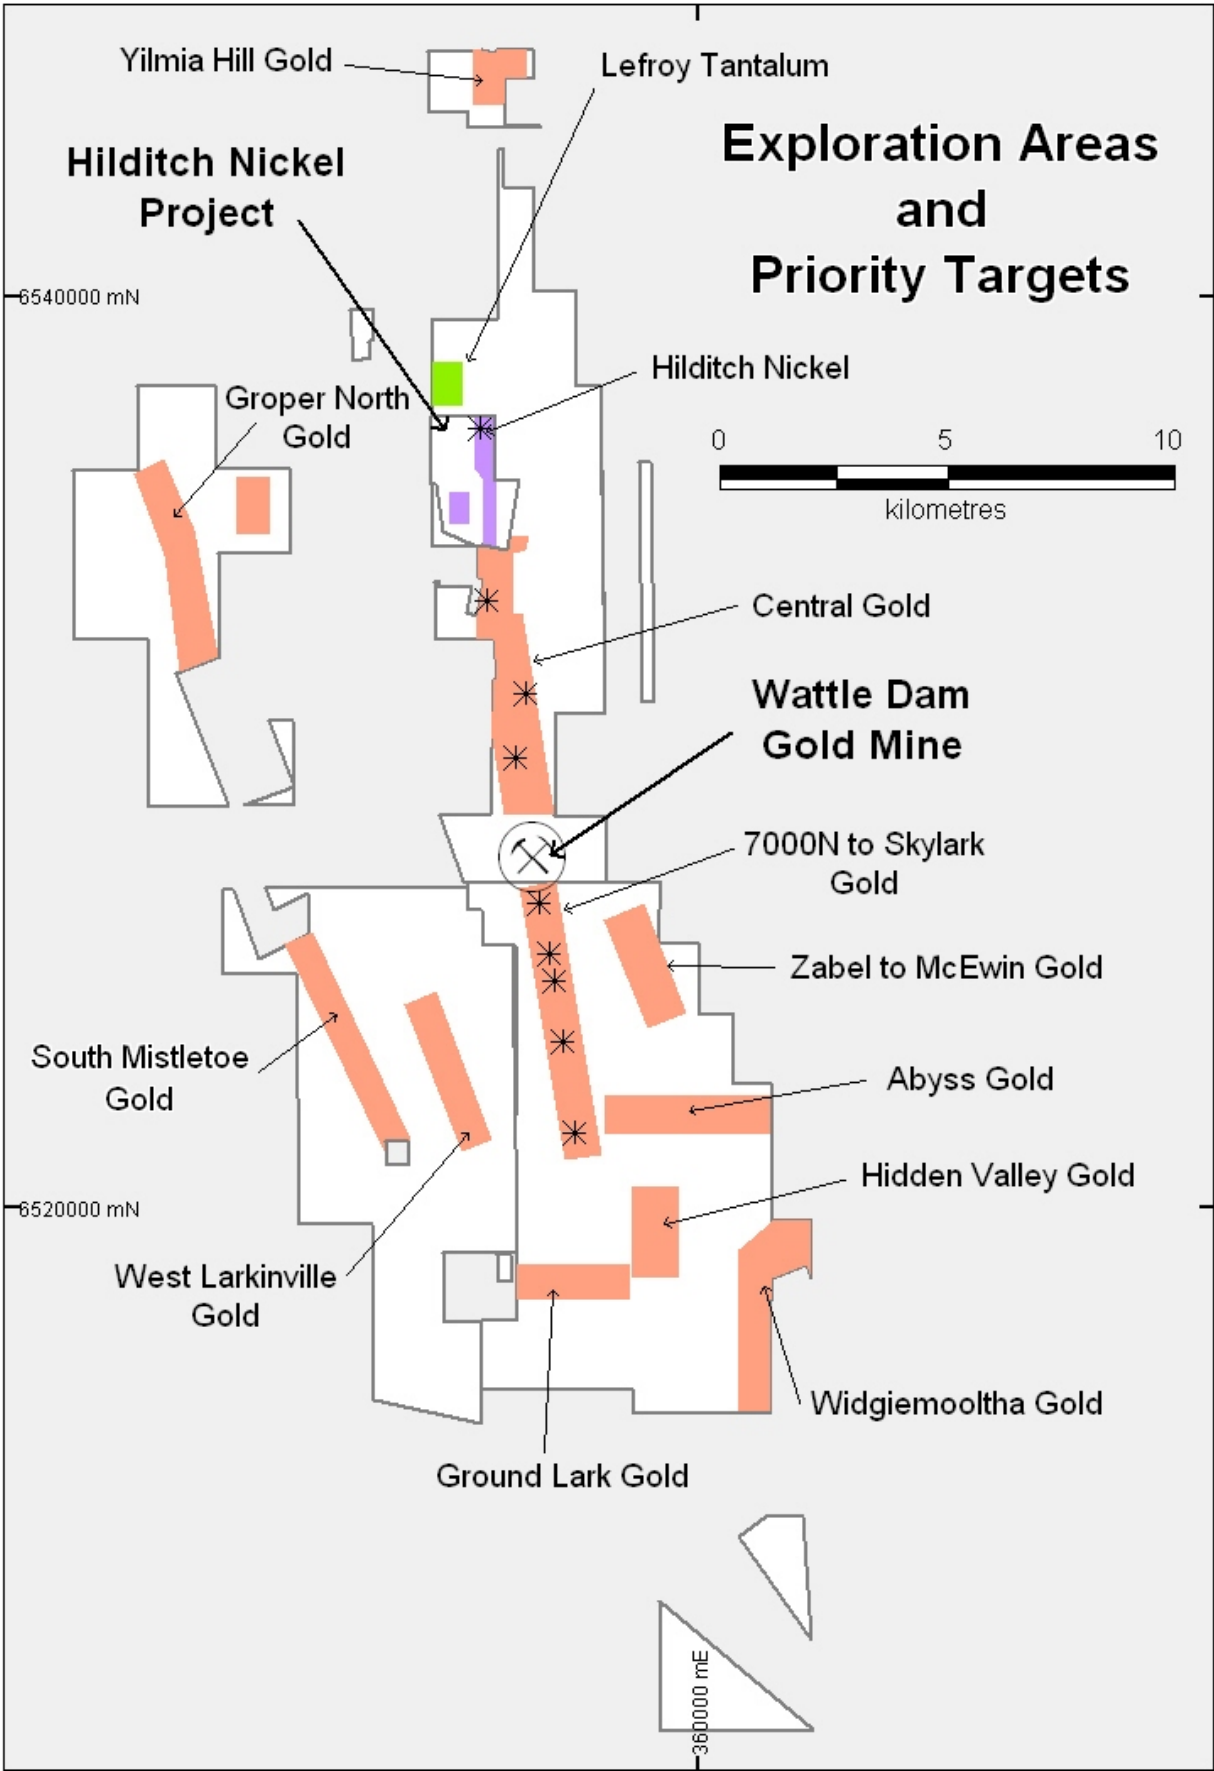 Yilmia Hill Gold
Lefroy Tantalum
Exploration Areas
and
Priority Targets
Hilditch Nickel
Project
6540000 mN
Hilditch Nickel
Groper North
Gold
0 5 10
kilometres
Central Gold
Wattle Dam
Gold Mine
7000N to Skylark
Gold
Zabel to McEwin Gold
South Mistletoe
Gold
Abyss Gold
Hidden Valley Gold
6520000 mN
West Larkinville
Gold
Widgiemooltha Gold
Ground Lark Gold
360000 mE